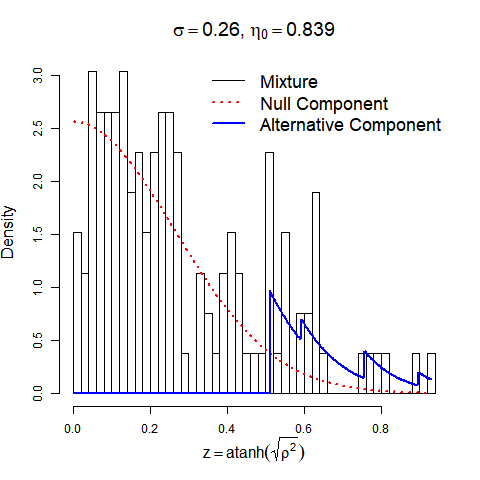 σ = 0.26, η₀ = 0.839
Mixture
Null Component
Alternative Component
Density
3.0
2.5
2.0
1.5
1.0
0.5
0.0
0.0 0.2 0.4 0.6 0.8
z = atanh(√ρ²)